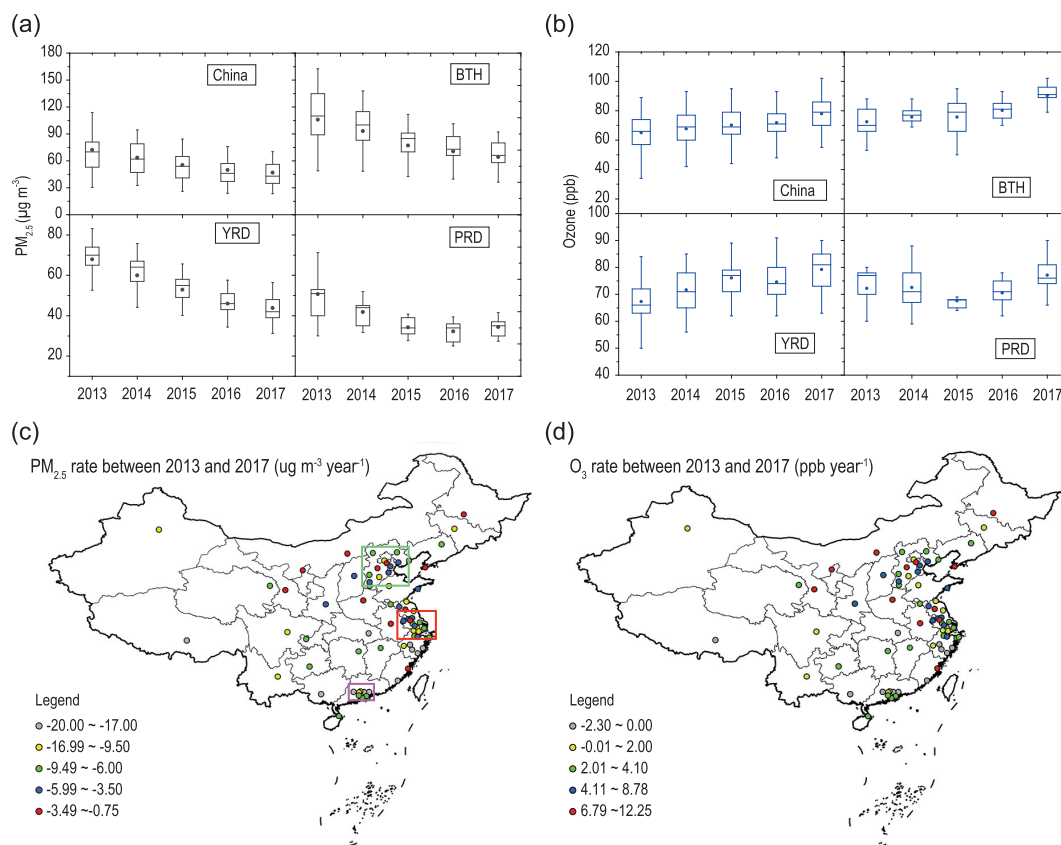 (a)
(b)
180
150
120
90
60
30
0
China
BTH
80
60
40
20
YRD
PRD
PM2.5 (µg m-3)
2013 2014 2015 2016 2017 2013 2014 2015 2016 2017
120
100
80
60
40
20
China
BTH
100
90
80
70
60
50
40
YRD
PRD
Ozone (ppb)
2013 2014 2015 2016 2017 2013 2014 2015 2016 2017
(c)
PM2.5 rate between 2013 and 2017 (ug m-3 year-1)
Legend
-20.00 ~ -17.00
-16.99 ~ -9.50
-9.49 ~ -6.00
-5.99 ~ -3.50
-3.49 ~ -0.75
(d)
O3 rate between 2013 and 2017 (ppb year-1)
Legend
-2.30 ~ 0.00
-0.01 ~ 2.00
2.01 ~ 4.10
4.11 ~ 8.78
6.79 ~ 12.25